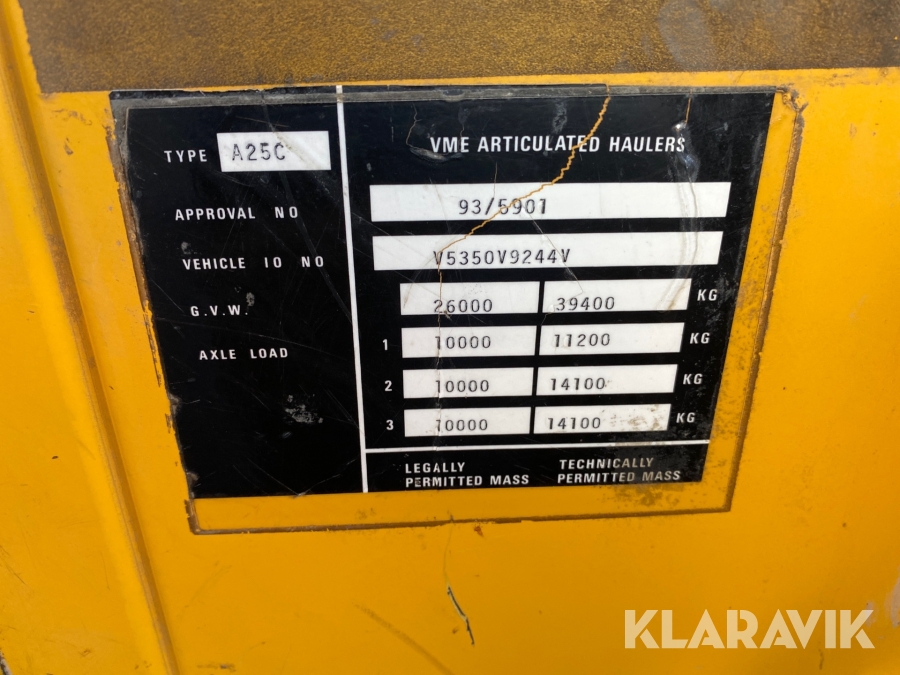 VME ARTICULATED HAULERS
TYPE A25C
APPROVAL NO 93/5901
VEHICLE IO NO V5350V9244V
G.V.W. 26000 39400 KG
AXLE LOAD 1 10000 11200 KG
2 10000 14100 KG
3 10000 14100 KG
LEGALLY PERMITTED MASS
TECHNICALLY PERMITTED MASS
KLARAVIK